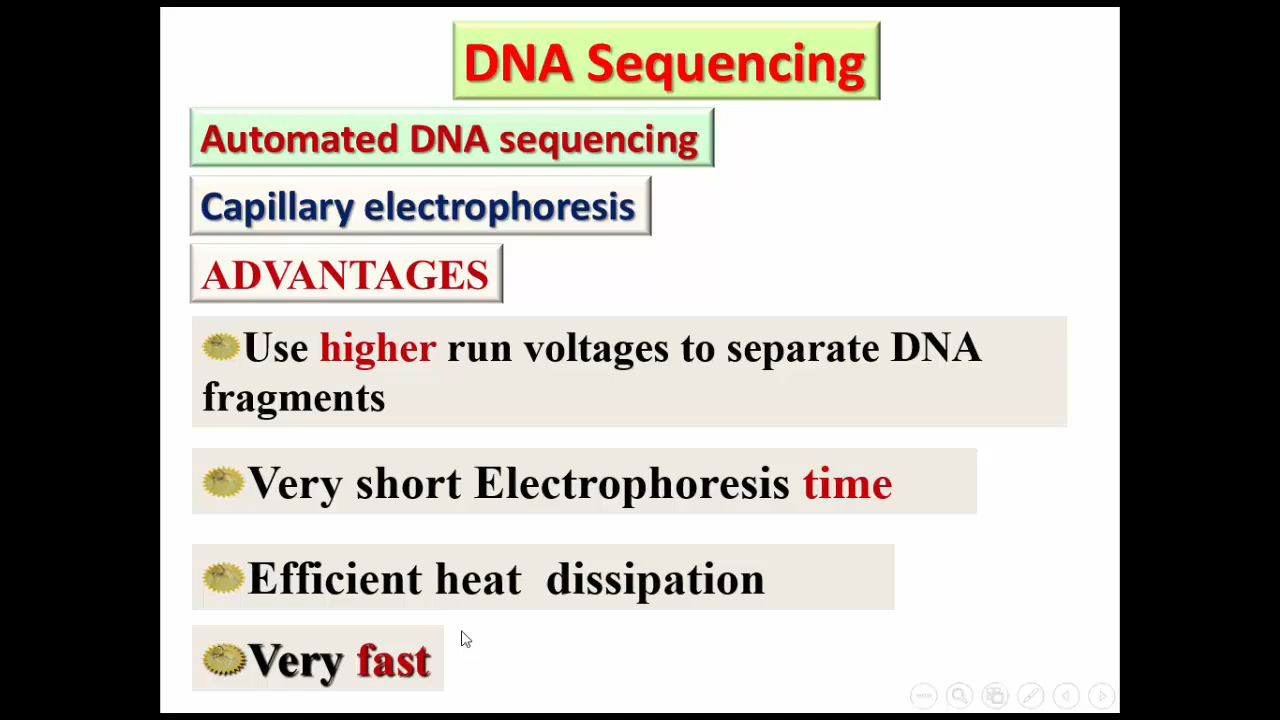 DNA Sequencing
Automated DNA sequencing
Capillary electrophoresis
ADVANTAGES
Use higher run voltages to separate DNA
fragments
Very short Electrophoresis time
Efficient heat  dissipation
Very fast